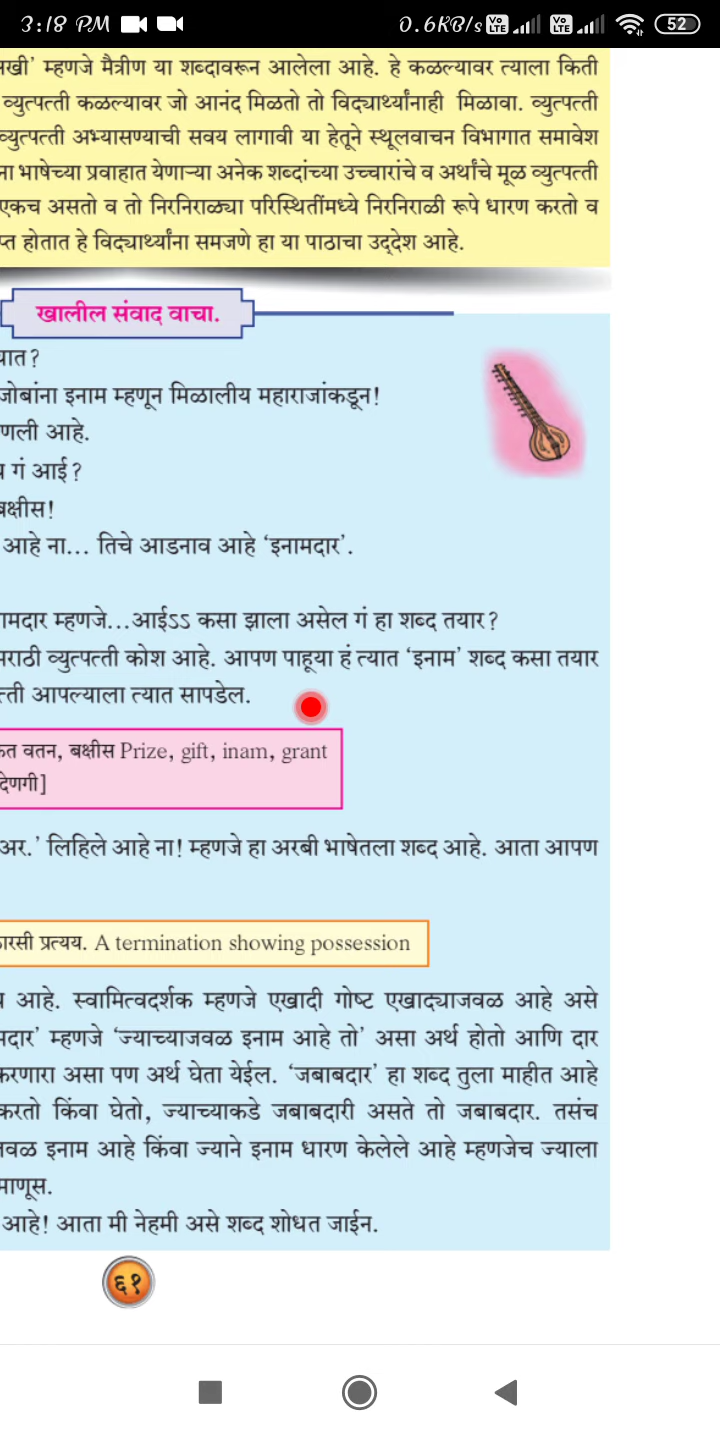 3:18 PM 0.6KB/s VoLTE VoLTE 52
खी’ म्हणजे मैत्रीण या शब्दावरून आलेला आहे. हे कळल्यावर त्याला किती
व्युत्पत्ती कळल्यावर जो आनंद मिळतो तो विद्यार्थ्यांनाही मिळावा. व्युत्पत्ती
व्युत्पत्ती अभ्यासण्याची सवय लागावी या हेतूने स्थूलवाचन विभागात समावेश
ना भाषेच्या प्रवाहात येणाऱ्या अनेक शब्दांच्या उच्चारांचे व अर्थांचे मूळ व्युत्पत्ती
एकच असतो व तो निरनिराळ्या परिस्थितींमध्ये निरनिराळी रूपे धारण करतो व
प्त होतात हे विद्यार्थ्यांना समजणे हा या पाठाचा उद्देश आहे.
खालील संवाद वाचा.
यात?
जोबांना इनाम म्हणून मिळालीय महाराजांकडून!
णली आहे.
गं आई?
बक्षीस!
आहे ना... तिचे आडनाव आहे ‘इनामदार’.
मदार म्हणजे...आईऽऽ कसा झाला असेल गं हा शब्द तयार?
मराठी व्युत्पत्ती कोश आहे. आपण पाहूया हं त्यात ‘इनाम’ शब्द कसा तयार
त्ती आपल्याला त्यात सापडेल.
वतन, बक्षीस Prize, gift, inam, grant
देणगी]
अर.’ लिहिले आहे ना! म्हणजे हा अरबी भाषेतला शब्द आहे. आता आपण
रसी प्रत्यय. A termination showing possession
आहे. स्वामित्वदर्शक म्हणजे एखादी गोष्ट एखाद्याजवळ आहे असे
मदार’ म्हणजे ‘ज्याच्याजवळ इनाम आहे तो’ असा अर्थ होतो आणि दार
करणारा असा पण अर्थ घेता येईल. ‘जबाबदार’ हा शब्द तुला माहीत आहे
करतो किंवा घेतो, ज्याच्याकडे जबाबदारी असते तो जबाबदार. तसंच
वळ इनाम आहे किंवा ज्याने इनाम धारण केलेले आहे म्हणजेच ज्याला
माणूस.
आहे! आता मी नेहमी असे शब्द शोधत जाईन.
६१